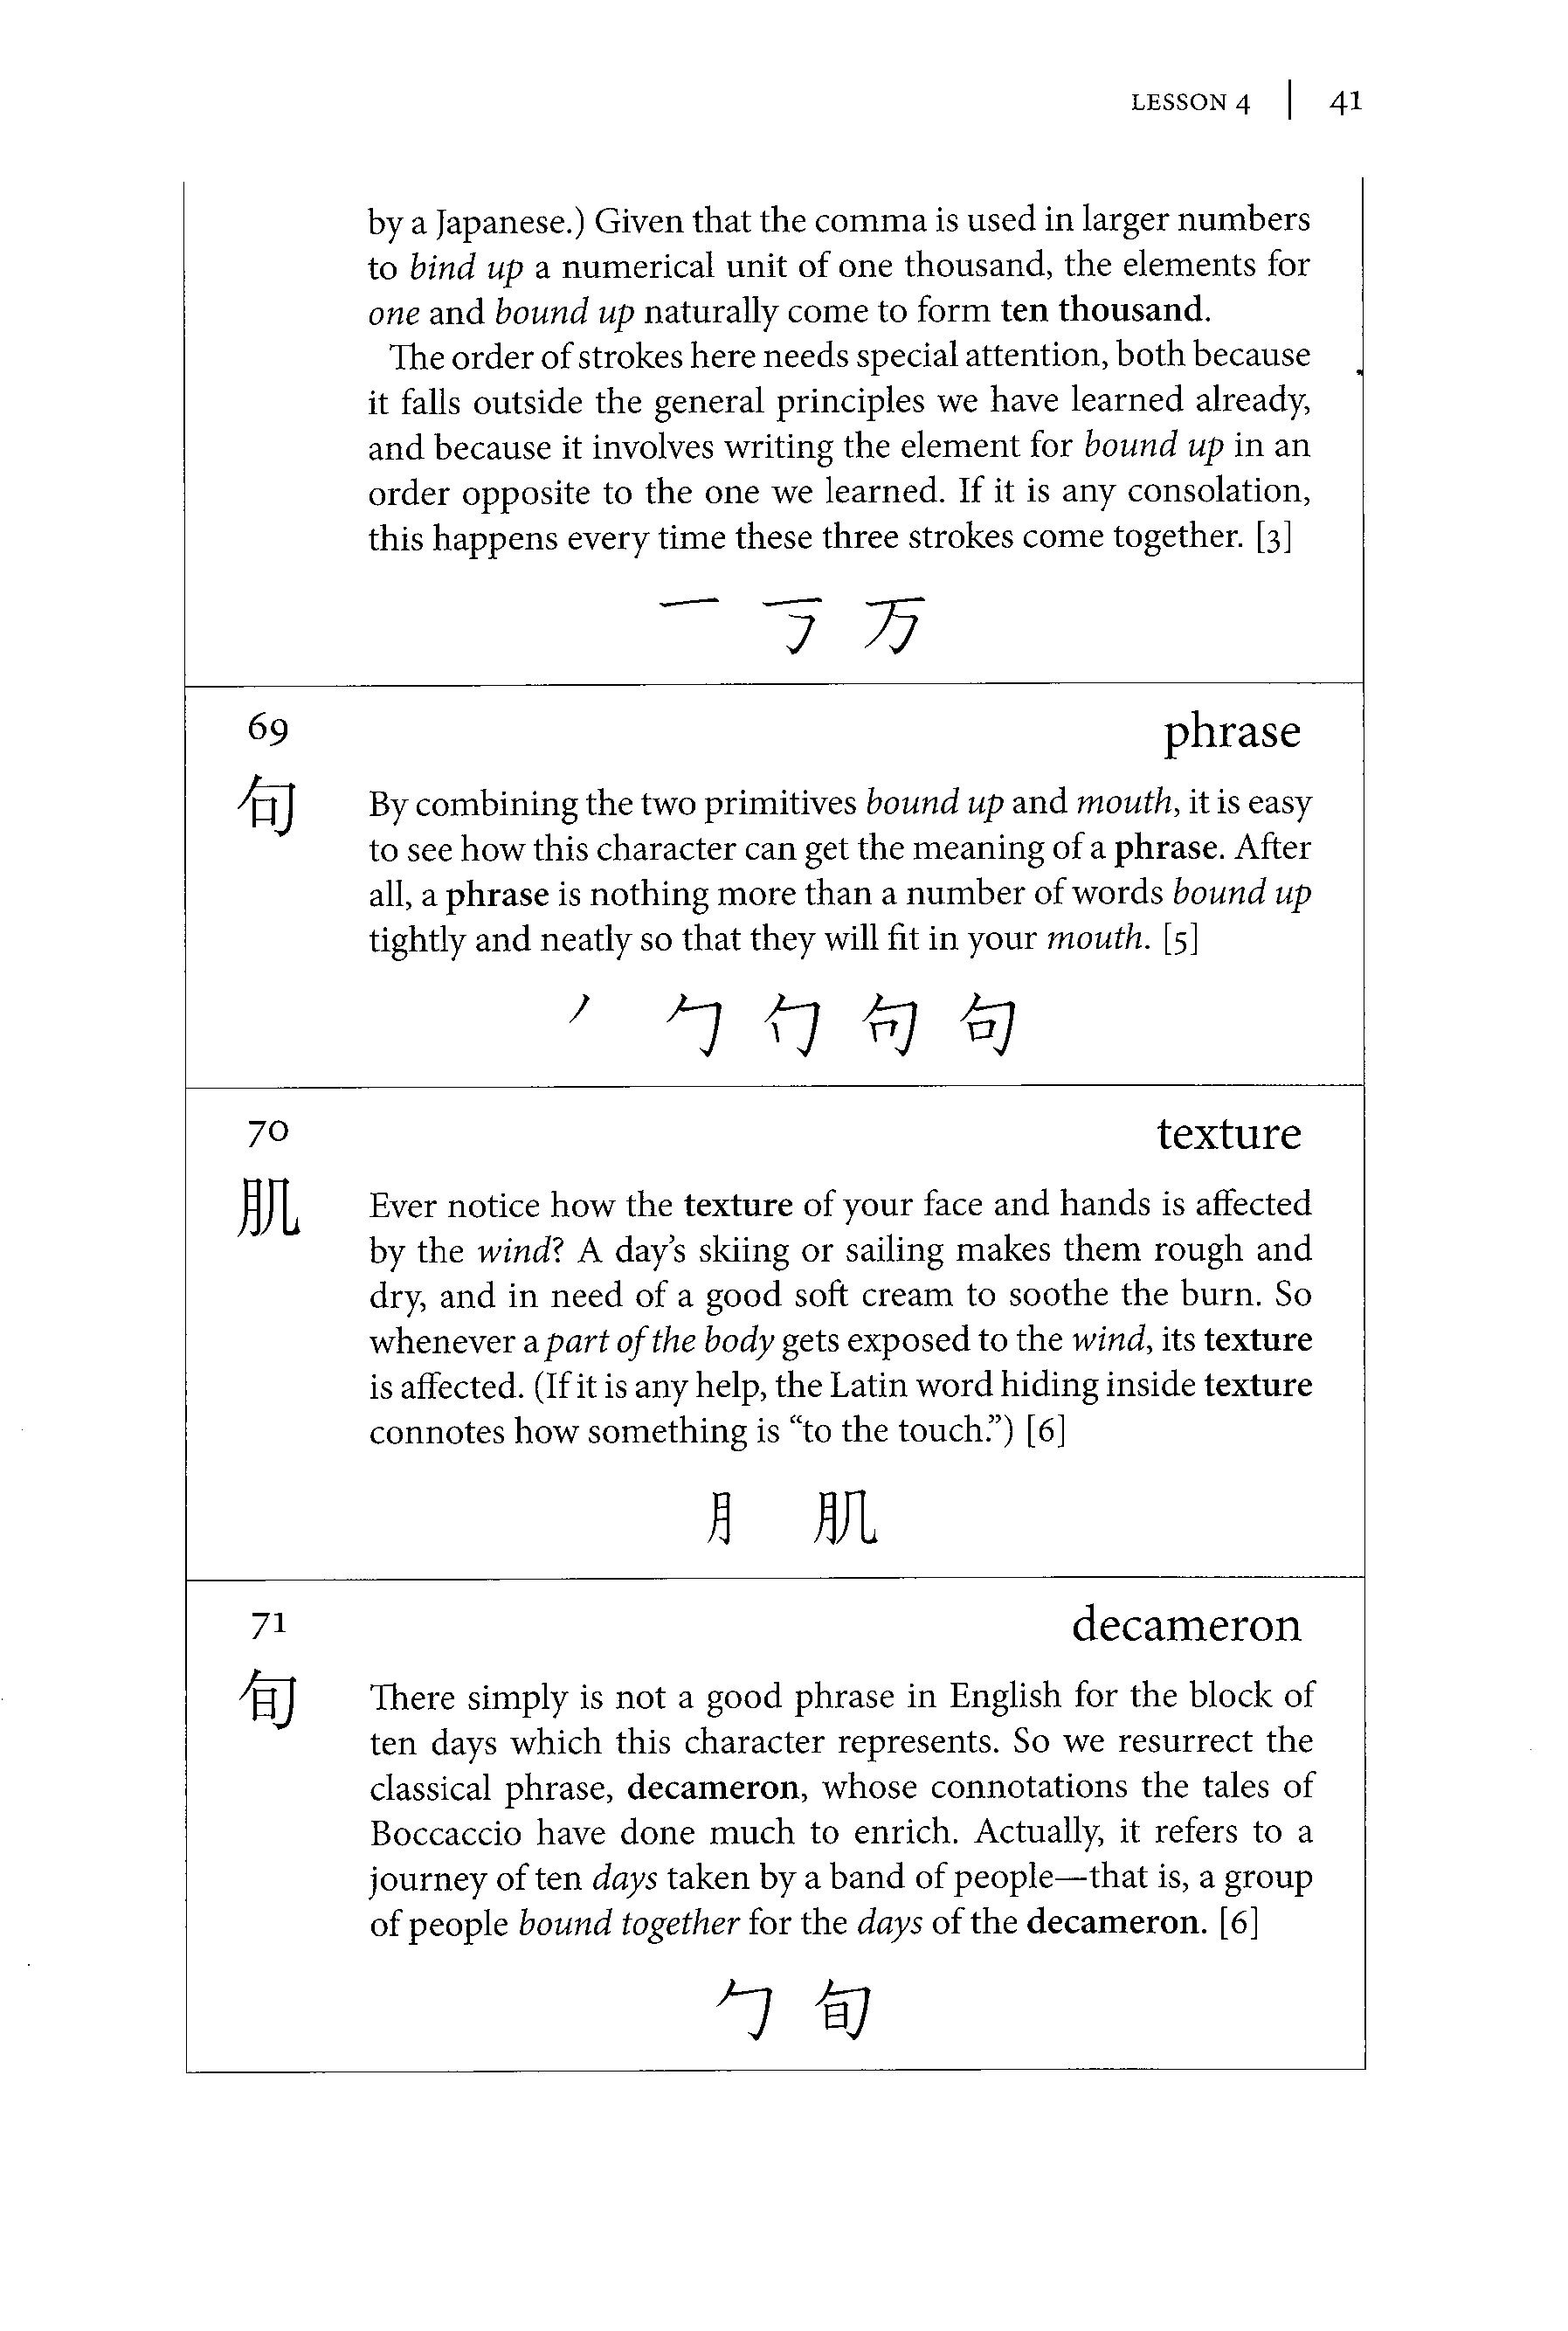 LESSON 4 | 41
by a Japanese.) Given that the comma is used in larger numbers
to bind up a numerical unit of one thousand, the elements for
one and bound up naturally come to form ten thousand.
The order of strokes here needs special attention, both because
it falls outside the general principles we have learned already,
and because it involves writing the element for bound up in an
order opposite to the one we learned. If it is any consolation,
this happens every time these three strokes come together. [3]
一 丂 万
69 phrase
句
By combining the two primitives bound up and mouth, it is easy
to see how this character can get the meaning of a phrase. After
all, a phrase is nothing more than a number of words bound up
tightly and neatly so that they will fit in your mouth. [5]
句
70 texture
肌
Ever notice how the texture of your face and hands is affected
by the wind? A day's skiing or sailing makes them rough and
dry, and in need of a good soft cream to soothe the burn. So
whenever a part of the body gets exposed to the wind, its texture
is affected. (If it is any help, the Latin word hiding inside texture
connotes how something is “to the touch.”) [6]
月 肌
71 decameron
旬
There simply is not a good phrase in English for the block of
ten days which this character represents. So we resurrect the
classical phrase, decameron, whose connotations the tales of
Boccaccio have done much to enrich. Actually, it refers to a
journey of ten days taken by a band of people—that is, a group
of people bound together for the days of the decameron. [6]
勹 旬